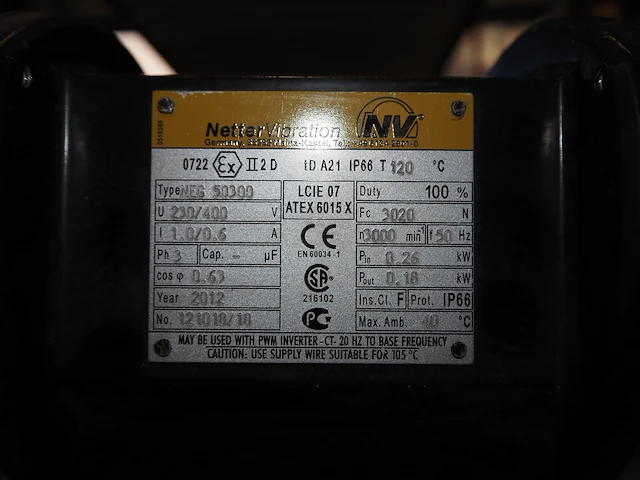 NetterVibration NV
0722 Ex II 2 D ID A21 IP66 T 120 °C
Type NEG 50300
U 230/400 V
I 1.0/0.6 A
Ph 3 Cap. - µF
cos φ 0.63
Year 2012
No. 121018/18
LCIE 07
ATEX 6015 X
CE
EN 60034-1
SA
216102
Duty 100 %
Fc 3020 N
n 3000 min⁻¹ f 50 Hz
Pin 0.26 kW
Pout 0.18 kW
Ins.Cl. F Prot. IP66
Max. Amb. 40 °C
MAY BE USED WITH PWM INVERTER -CT- 20 HZ TO BASE FREQUENCY
CAUTION: USE SUPPLY WIRE SUITABLE FOR 105 °C